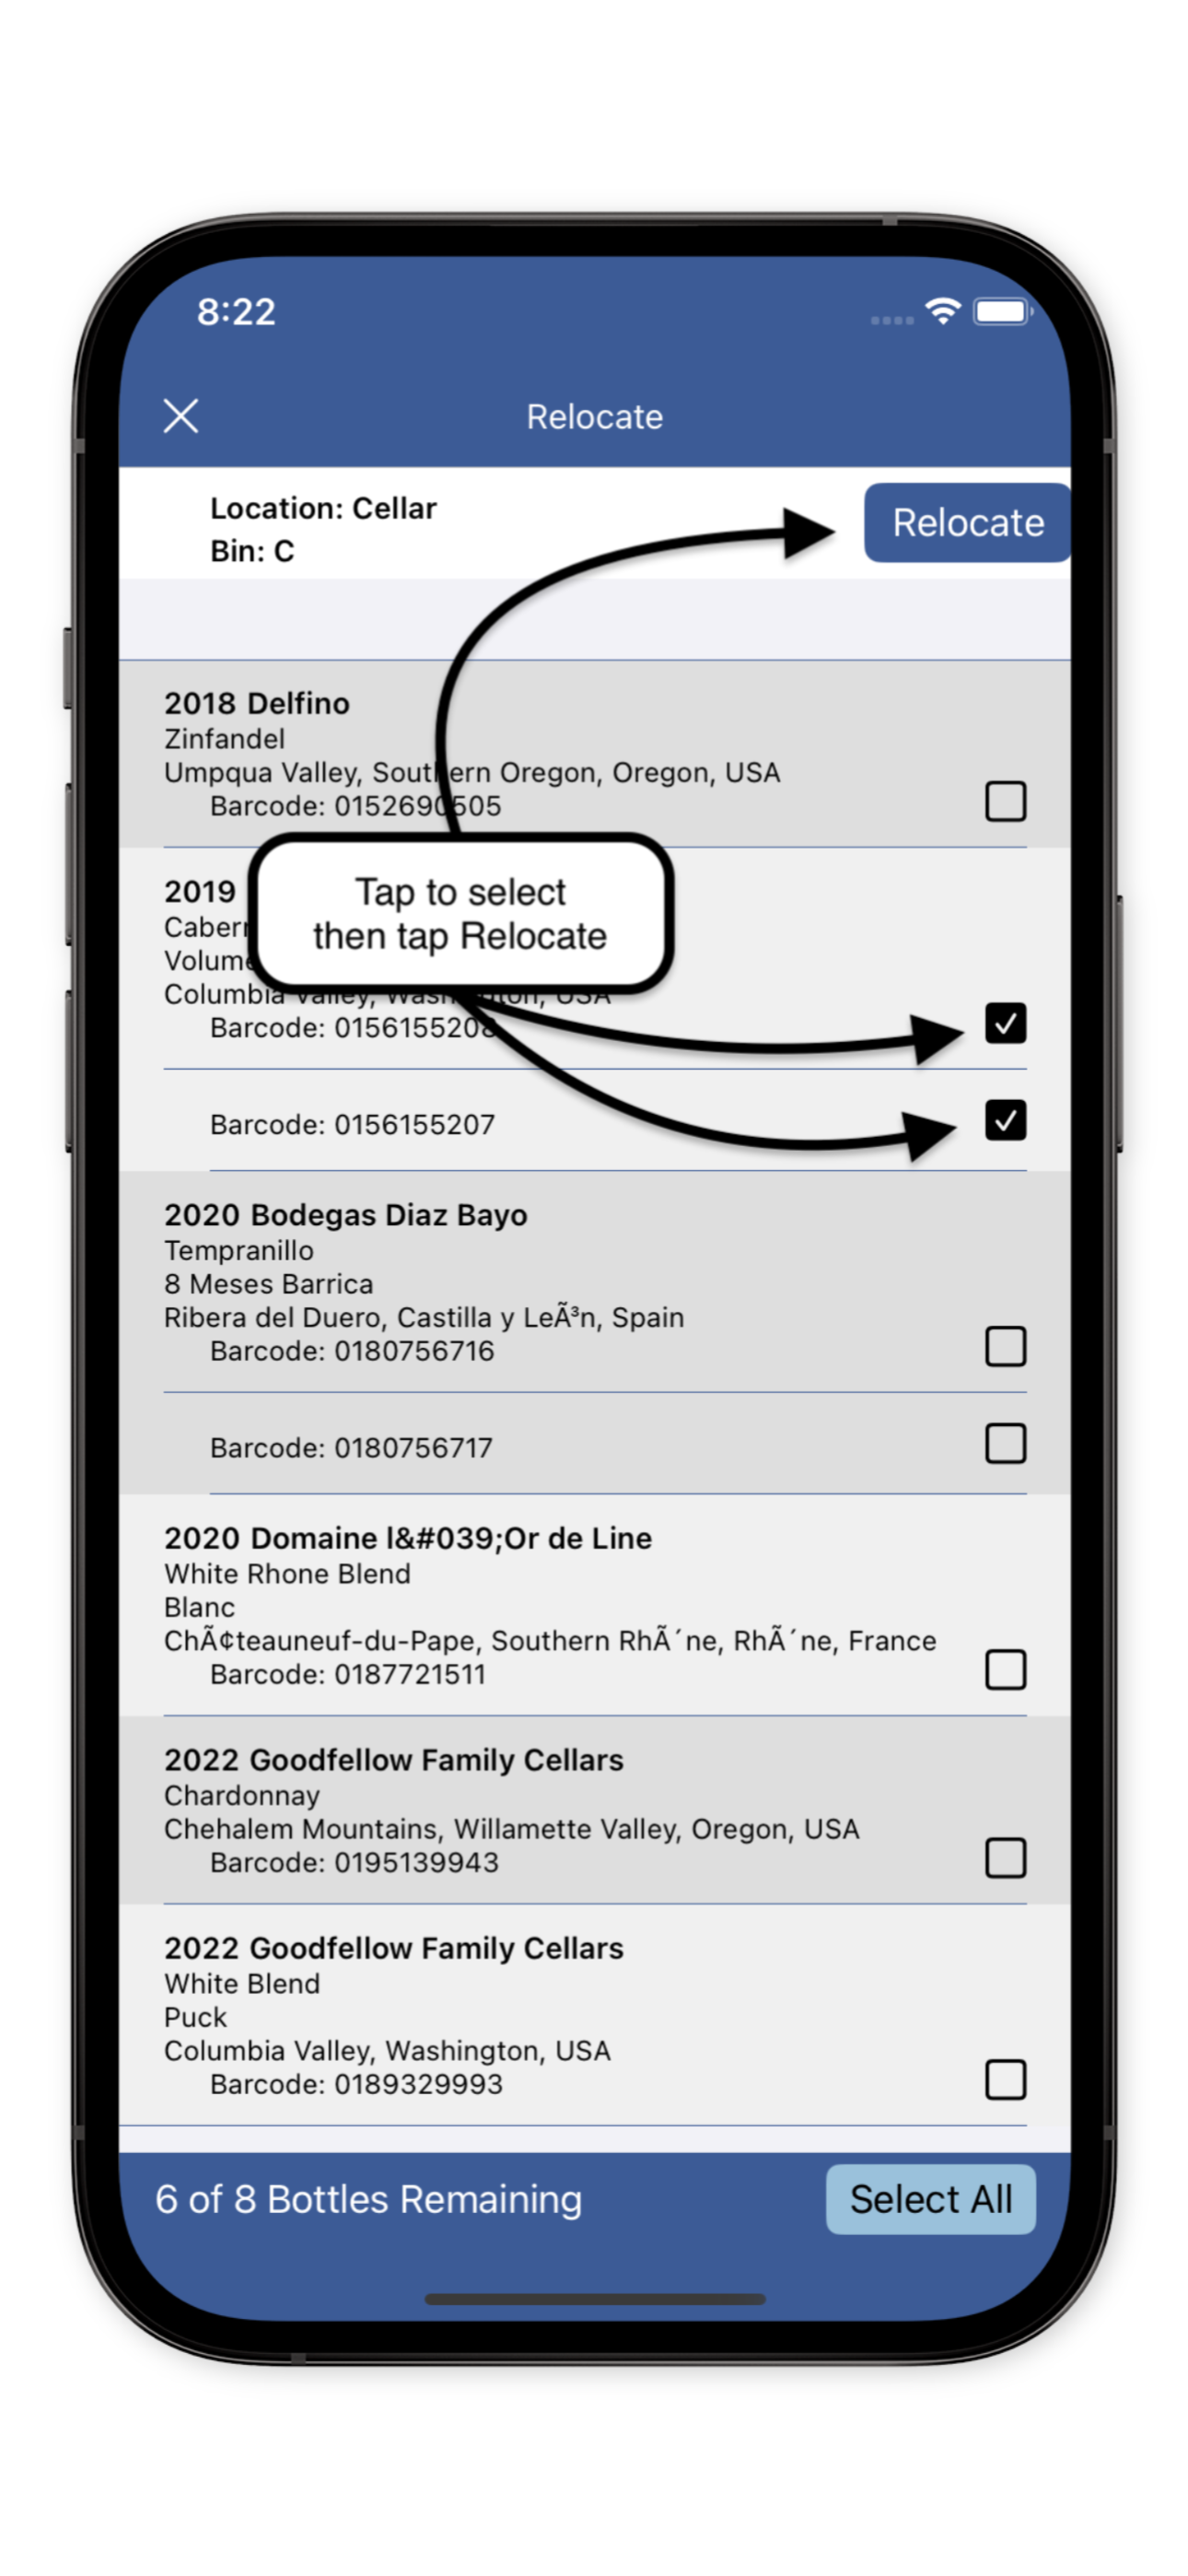 8:22
Relocate
Location: Cellar
Bin: C
Relocate
2018 Delfino
Zinfandel
Umpqua Valley, Southern Oregon, Oregon, USA
Barcode: 0152690505
2019
Tap to select
then tap Relocate
Columbia Valley, Washington, USA
Barcode: 0156155208
Barcode: 0156155207
2020 Bodegas Diaz Bayo
Tempranillo
8 Meses Barrica
Ribera del Duero, Castilla y LeÃ³n, Spain
Barcode: 0180756716
Barcode: 0180756717
2020 Domaine l&#039;Or de Line
White Rhone Blend
Blanc
ChÃ¢teauneuf-du-Pape, Southern RhÃ´ne, RhÃ´ne, France
Barcode: 0187721511
2022 Goodfellow Family Cellars
Chardonnay
Chehalem Mountains, Willamette Valley, Oregon, USA
Barcode: 0195139943
2022 Goodfellow Family Cellars
White Blend
Puck
Columbia Valley, Washington, USA
Barcode: 0189329993
6 of 8 Bottles Remaining
Select All